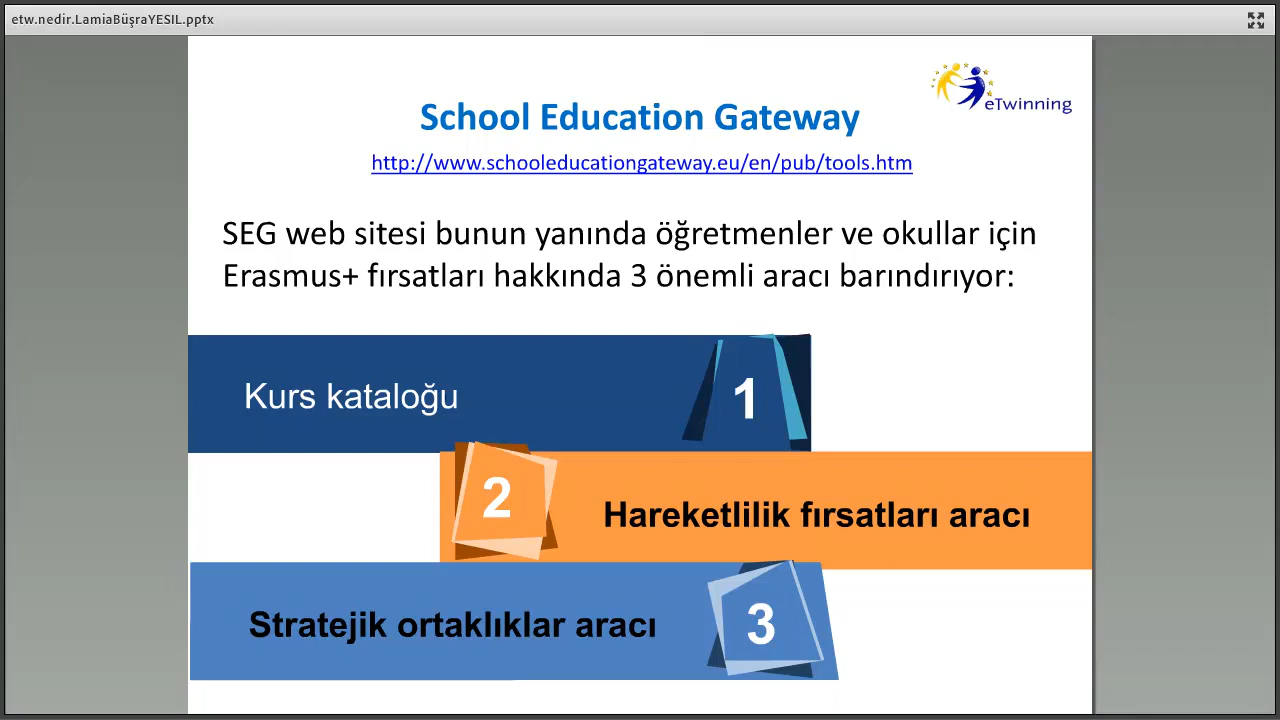 etw.nedir.LamiaBüşraYESIL.pptx
eTwinning
School Education Gateway
http://www.schooleducationgateway.eu/en/pub/tools.htm
SEG web sitesi bunun yanında öğretmenler ve okullar için
Erasmus+ fırsatları hakkında 3 önemli aracı barındırıyor:
Kurs kataloğu
1
2
Hareketlilik fırsatları aracı
Stratejik ortaklıklar aracı
3